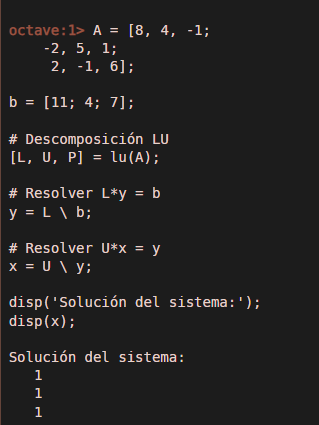 octave:1> A = [8, 4, -1;
-2, 5, 1;
2, -1, 6];
b = [11; 4; 7];
# Descomposición LU
[L, U, P] = lu(A);
# Resolver L*y = b
y = L \ b;
# Resolver U*x = y
x = U \ y;
disp('Solución del sistema:');
disp(x);
Solución del sistema:
1
1
1